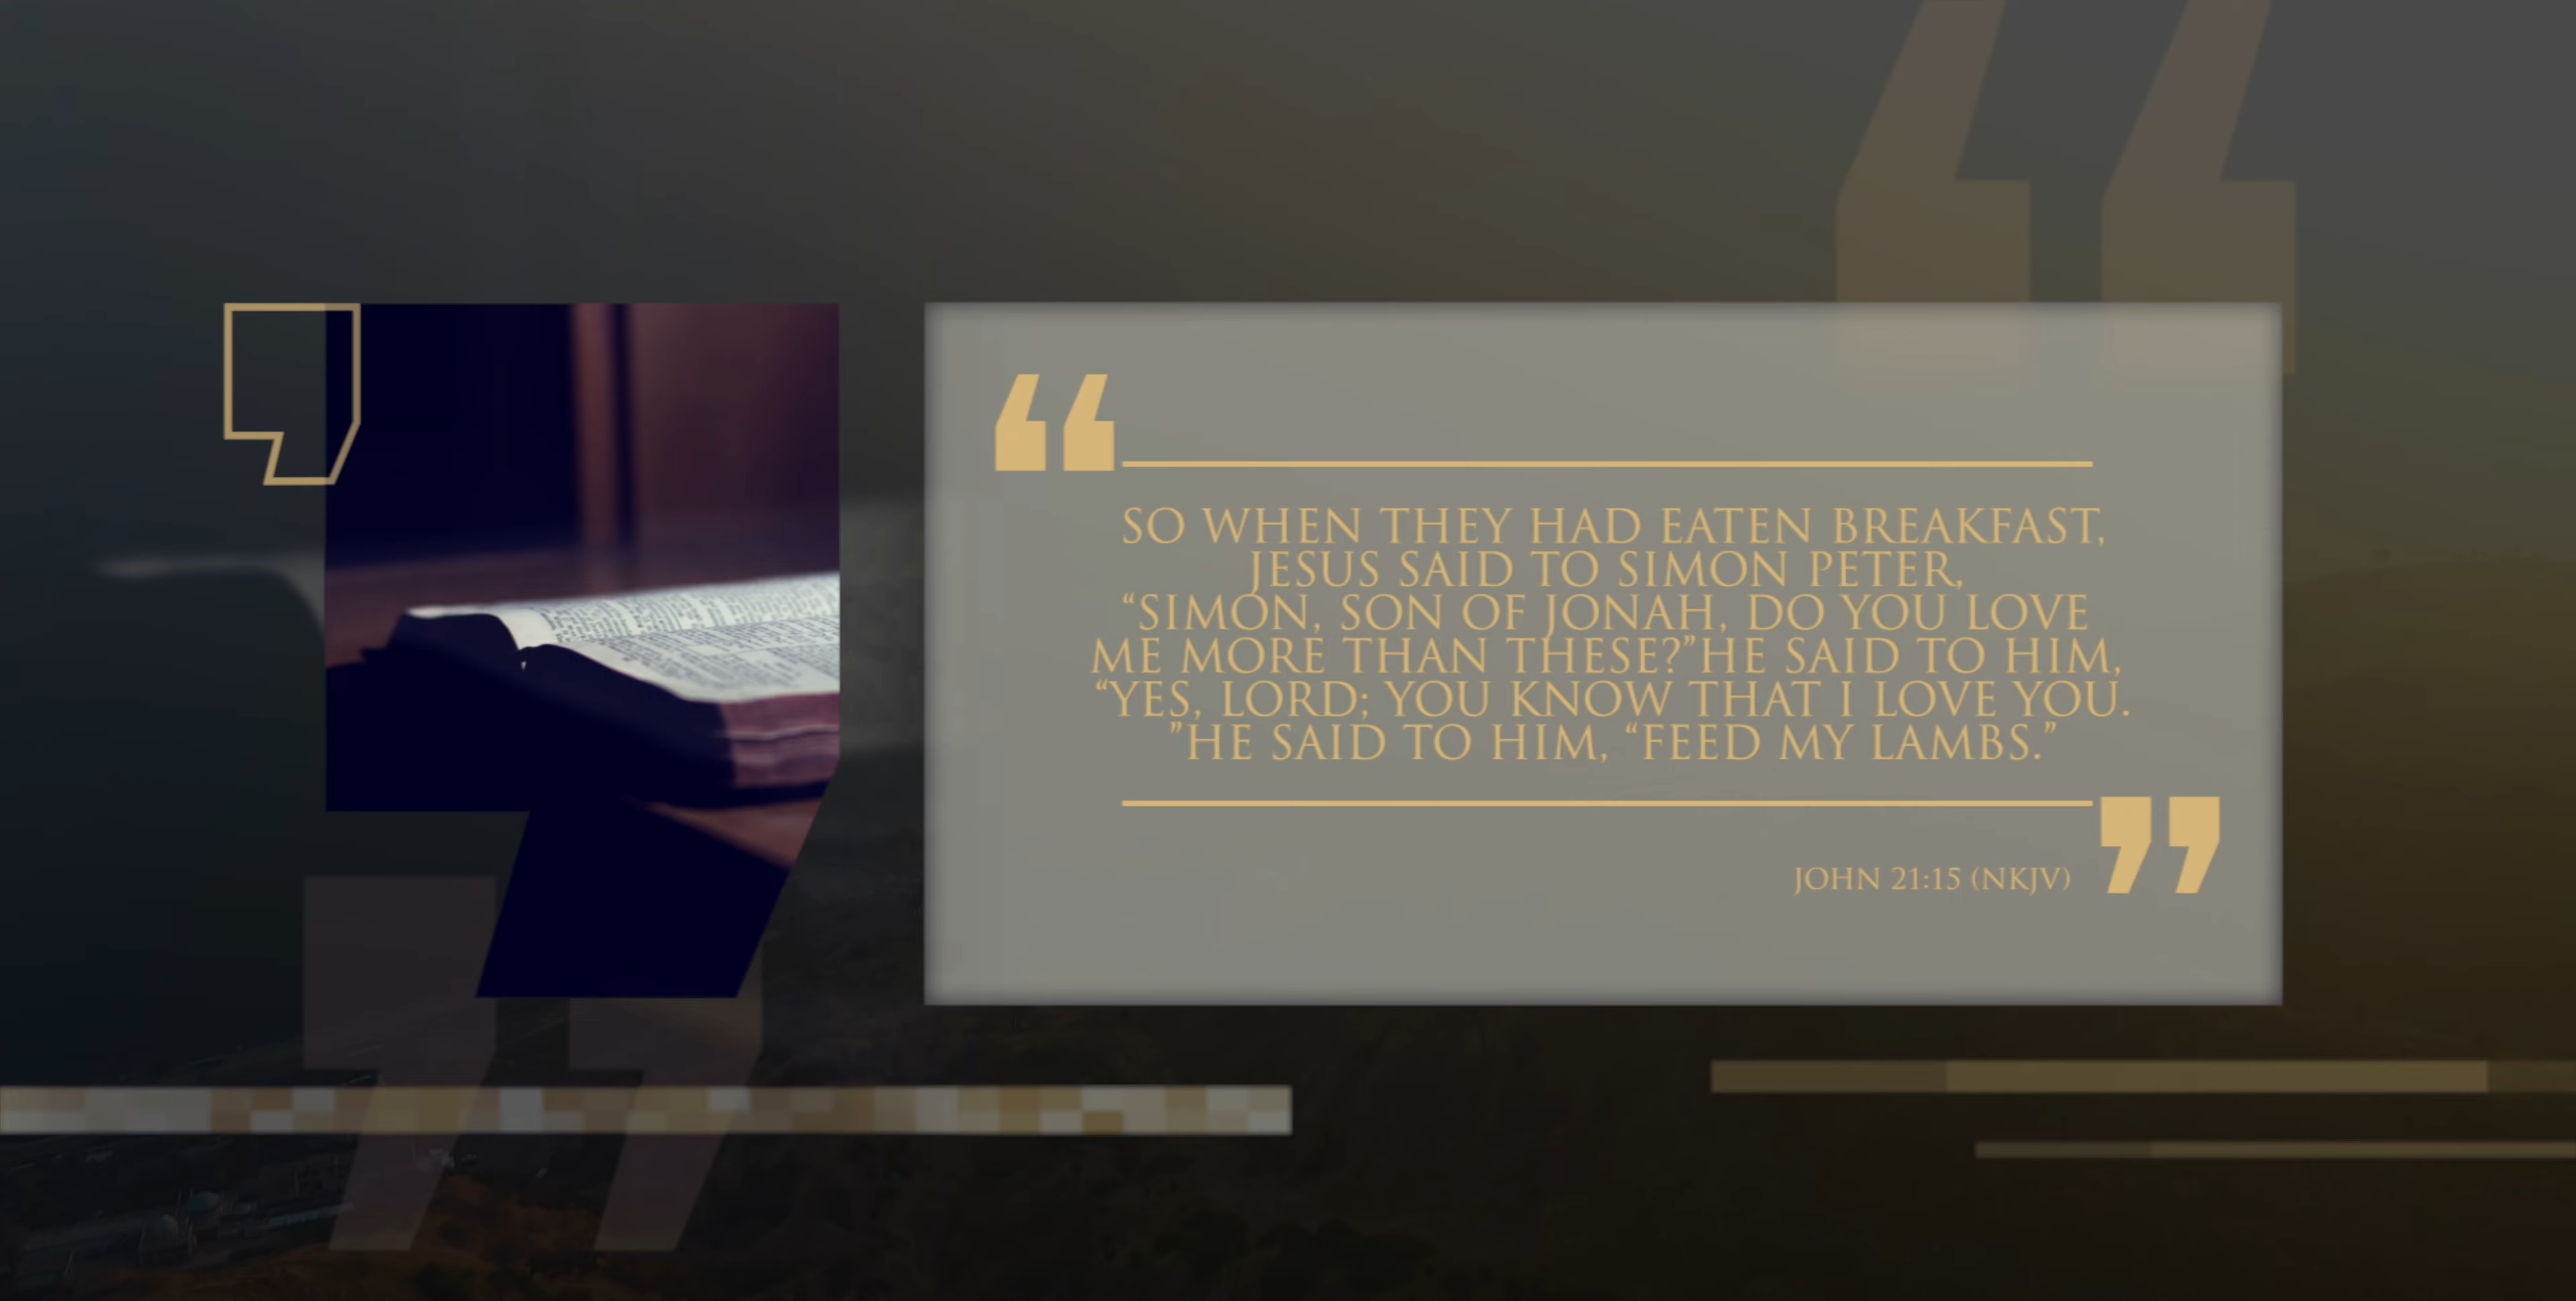 SO WHEN THEY HAD EATEN BREAKFAST,
JESUS SAID TO SIMON PETER,
“SIMON, SON OF JONAH, DO YOU LOVE
ME MORE THAN THESE?”HE SAID TO HIM,
“YES, LORD; YOU KNOW THAT I LOVE YOU.
”HE SAID TO HIM, “FEED MY LAMBS.”
JOHN 21:15 (NKJV)